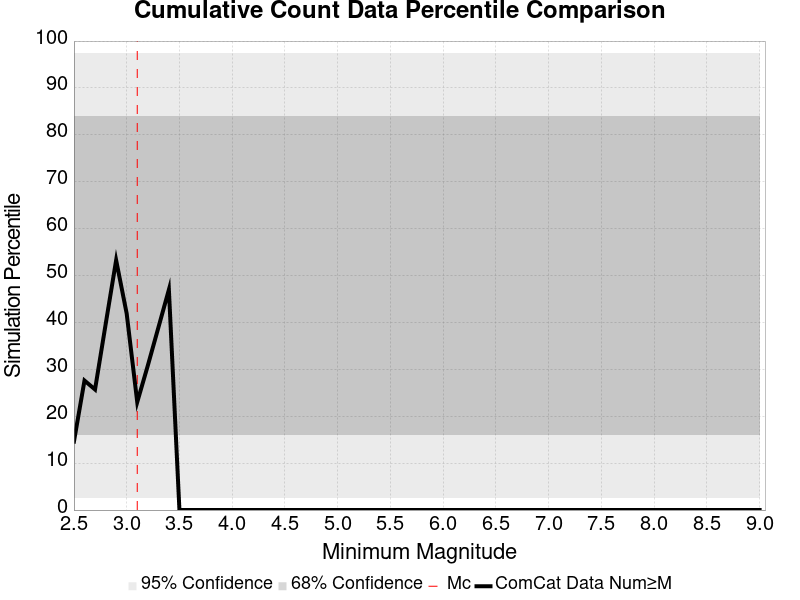 Cumulative Count Data Percentile Comparison
100
90
80
70
60
50
40
30
20
10
0
Simulation Percentile
2.5 3.0 3.5 4.0 4.5 5.0 5.5 6.0 6.5 7.0 7.5 8.0 8.5 9.0
Minimum Magnitude
95% Confidence 68% Confidence Mc ComCat Data Num≥M